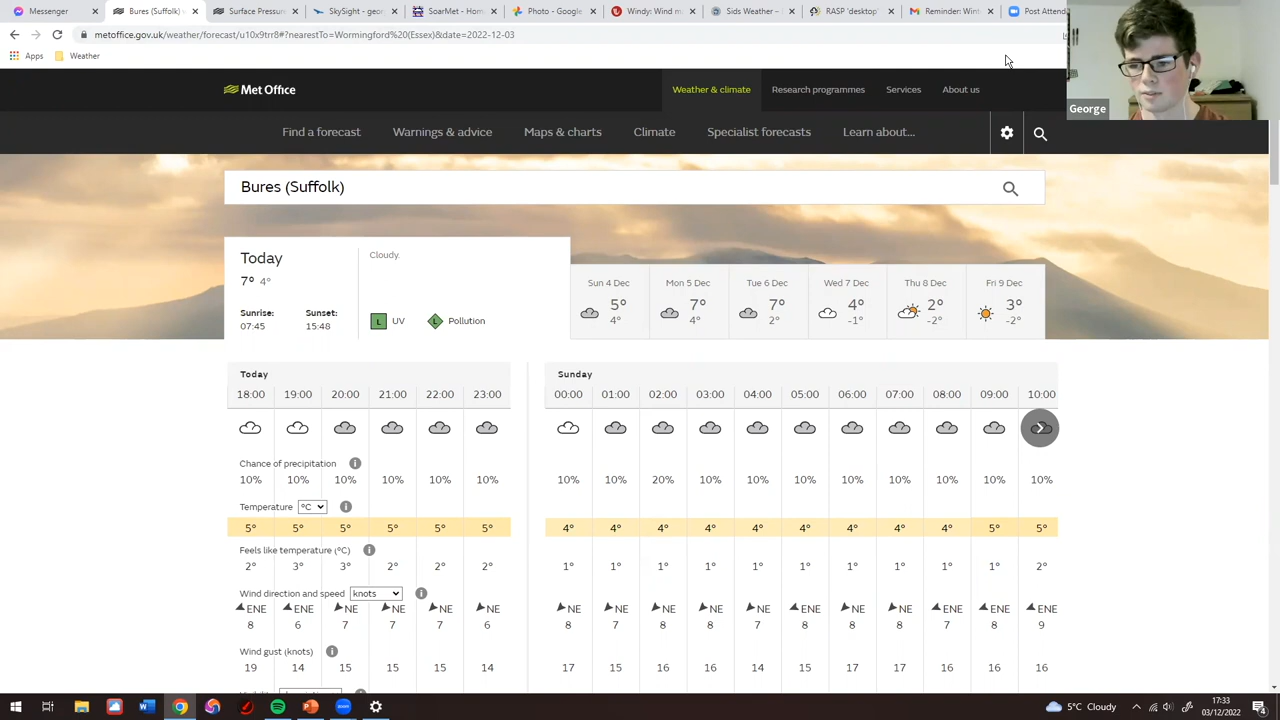 Messenger
Bures (Suffolk) w
Surface Pressure
SkySight - geor
SoarMet - Home
Photo - Google
Windy: Wind m
Sids Weather -
RASP 'desktop'
Reminder: Wint
Post Attend
metoffice.gov.uk/weather/forecast/u10x9trr8#?nearestTo=Wormingford%20(Essex)&date=2022-12-03
Apps Weather
George
Met Office
Weather & climate Research programmes Services About us
Find a forecast Warnings & advice Maps & charts Climate Specialist forecasts Learn about...
Bures (Suffolk)
Today
7° 4°
Sunrise: Sunset:
07:45 15:48
Cloudy.
L UV L Pollution
Sun 4 Dec Mon 5 Dec Tue 6 Dec Wed 7 Dec Thu 8 Dec Fri 9 Dec
5° 7° 7° 4° 2° 3°
4° 4° 2° -1° -2° -2°
Today Sunday
18:00 19:00 20:00 21:00 22:00 23:00 00:00 01:00 02:00 03:00 04:00 05:00 06:00 07:00 08:00 09:00 10:00
Chance of precipitation
10% 10% 10% 10% 10% 10% 10% 10% 20% 10% 10% 10% 10% 10% 10% 10% 10%
Temperature °C
5° 5° 5° 5° 5° 5° 4° 4° 4° 4° 4° 4° 4° 4° 4° 5° 5°
Feels like temperature (°C)
2° 3° 3° 2° 2° 2° 1° 1° 1° 1° 1° 1° 1° 1° 1° 1° 2°
Wind direction and speed knots
ENE ENE NE NE NE NE NE NE NE NE NE ENE NE NE ENE ENE ENE
8 6 7 7 7 6 8 7 8 8 7 8 8 8 7 8 9
Wind gust (knots)
19 14 15 15 15 14 17 15 16 16 14 15 17 17 16 16 16
5°C Cloudy
17:33
03/12/2022